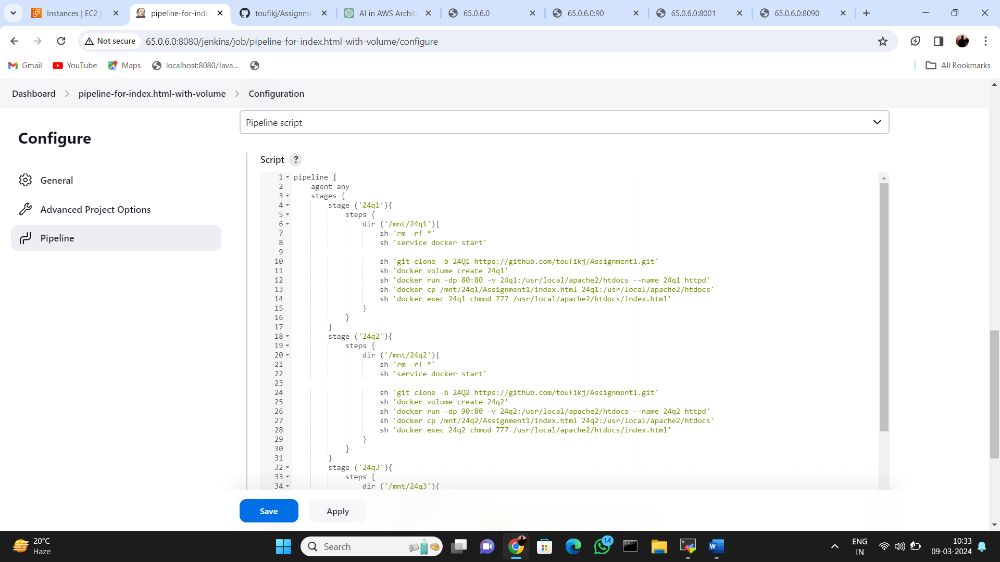 Instances | EC2 |
pipeline-for-inde
toufikj/Assignme
AI in AWS Archit
65.0.6.0
65.0.6.0:90
65.0.6.0:8001
65.0.6.0:8090
Not secure
65.0.6.0:8080/jenkins/job/pipeline-for-index.html-with-volume/configure
Gmail
YouTube
Maps
localhost:8080/Java...
All Bookmarks
Dashboard
pipeline-for-index.html-with-volume
Configuration
Configure
General
Advanced Project Options
Pipeline
Pipeline script
Script ?
1 pipeline {
2 agent any
3 stages {
4 stage ('24q1'){
5 steps {
6 dir ('/mnt/24q1'){
7 sh 'rm -rf *'
8 sh 'service docker start'
9
10 sh 'git clone -b 24Q1 https://github.com/toufikj/Assignment1.git'
11 sh 'docker volume create 24q1'
12 sh 'docker run -dp 80:80 -v 24q1:/usr/local/apache2/htdocs --name 24q1 httpd'
13 sh 'docker cp /mnt/24q1/Assignment1/index.html 24q1:/usr/local/apache2/htdocs'
14 sh 'docker exec 24q1 chmod 777 /usr/local/apache2/htdocs/index.html'
15 }
16 }
17 }
18 stage ('24q2'){
19 steps {
20 dir ('/mnt/24q2'){
21 sh 'rm -rf *'
22 sh 'service docker start'
23
24 sh 'git clone -b 24Q2 https://github.com/toufikj/Assignment1.git'
25 sh 'docker volume create 24q2'
26 sh 'docker run -dp 90:80 -v 24q2:/usr/local/apache2/htdocs --name 24q2 httpd'
27 sh 'docker cp /mnt/24q2/Assignment1/index.html 24q2:/usr/local/apache2/htdocs'
28 sh 'docker exec 24q2 chmod 777 /usr/local/apache2/htdocs/index.html'
29 }
30 }
31 }
32 stage ('24q3'){
33 steps {
34 dir ('/mnt/24q3'){
Save
Apply
20°C
Haze
Search
14
ENG
IN
10:33
09-03-2024